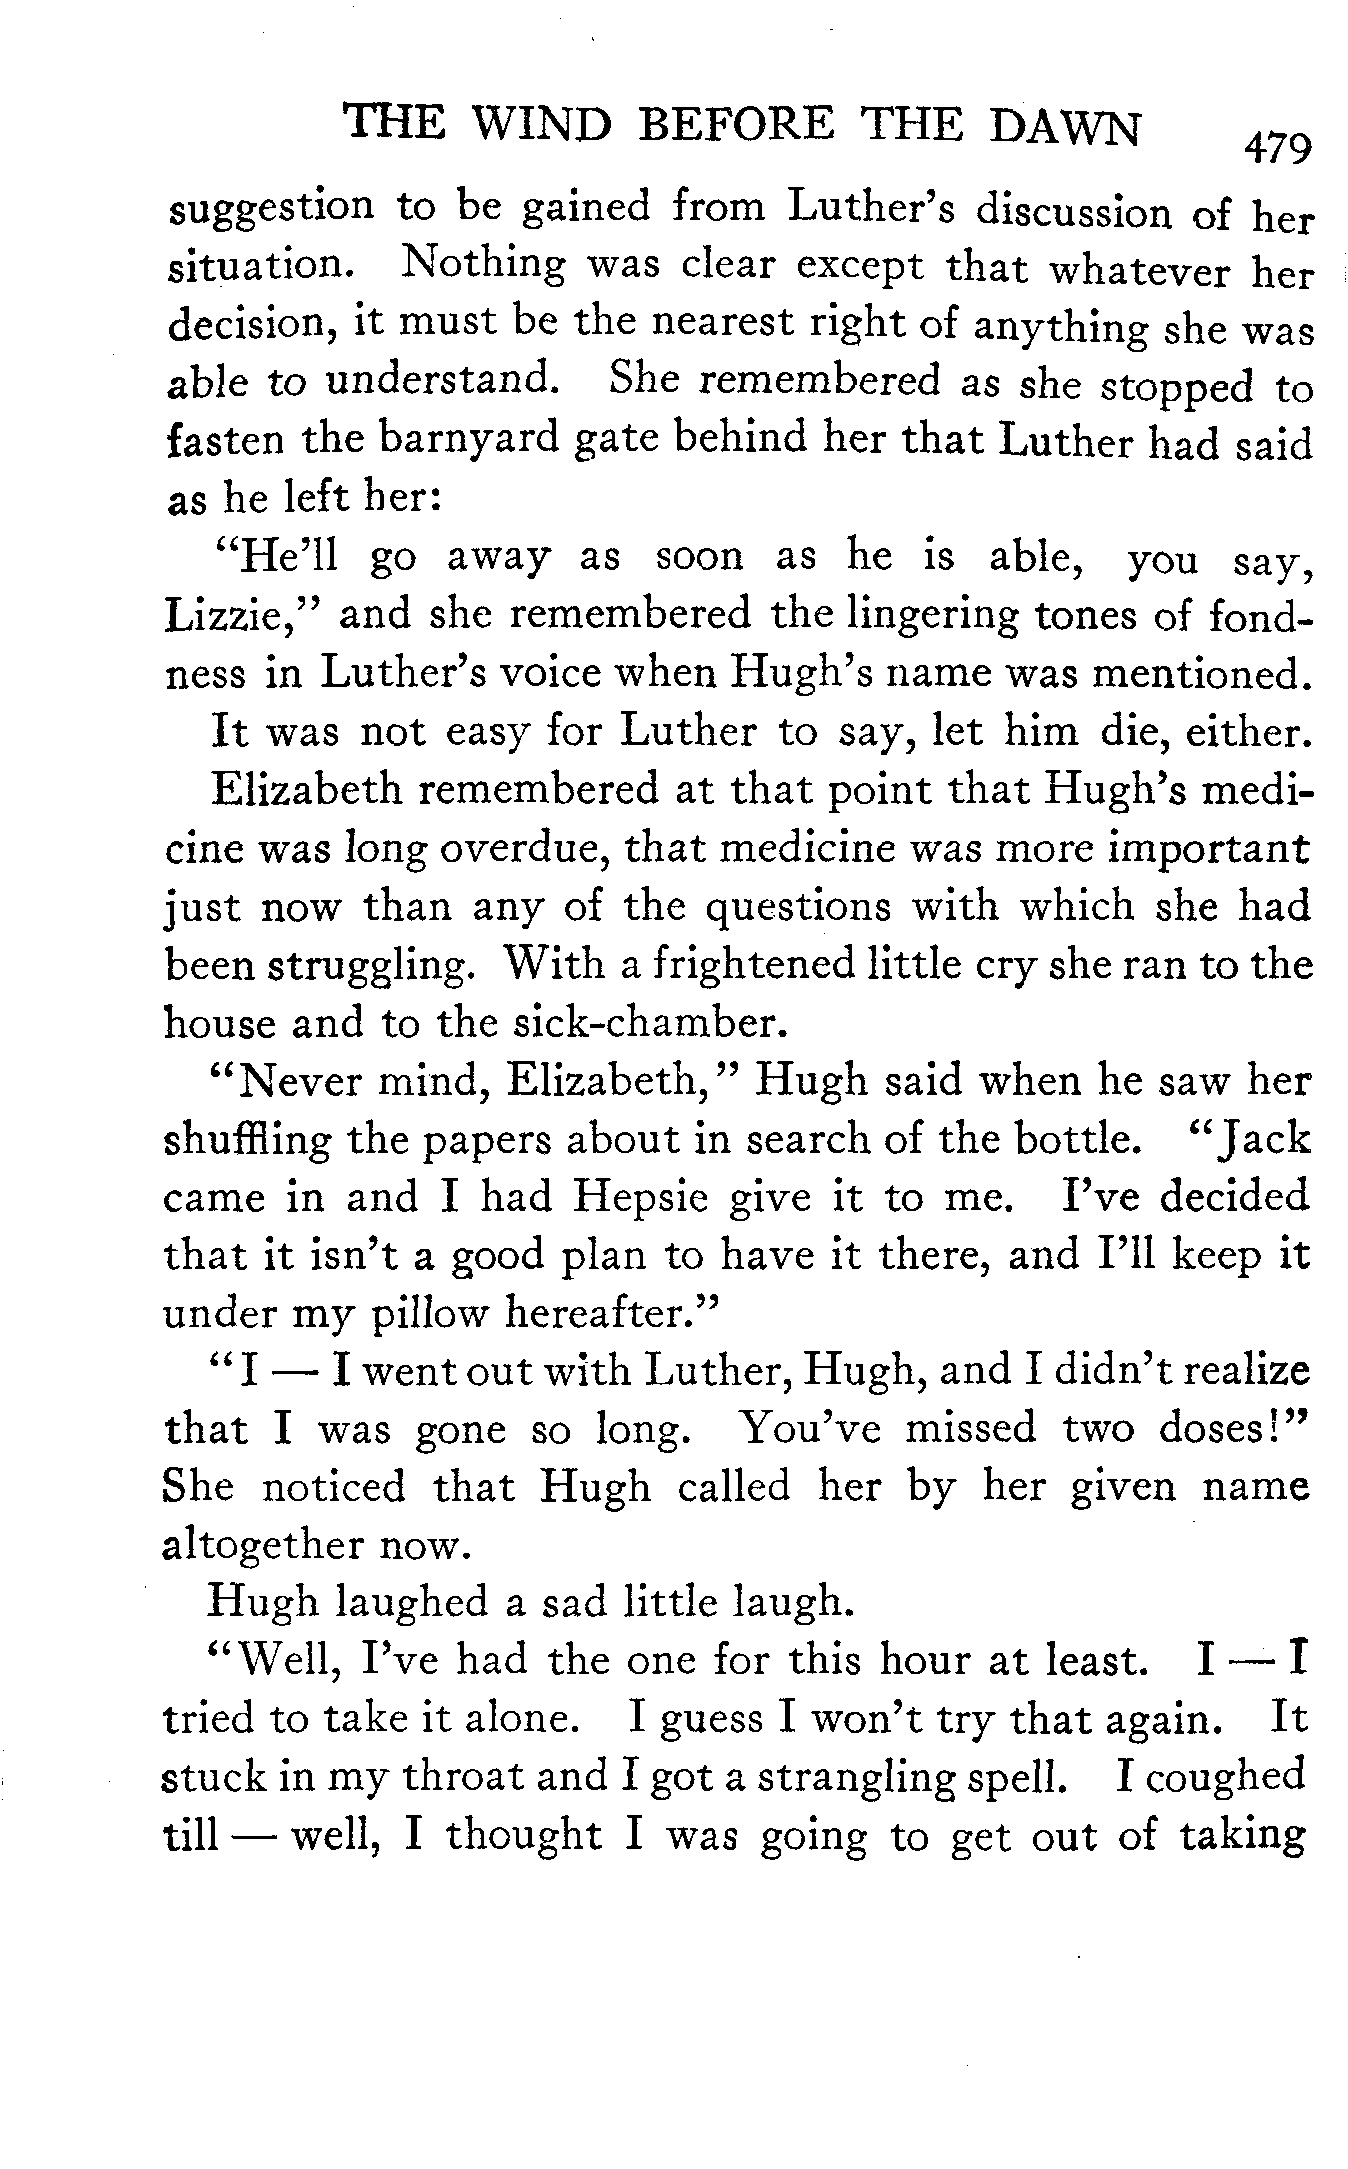 THE WIND BEFORE THE DAWN 479
suggestion to be gained from Luther's discussion of her
situation. Nothing was clear except that whatever her
decision, it must be the nearest right of anything she was
able to understand. She remembered as she stopped to
fasten the barnyard gate behind her that Luther had said
as he left her:
“He'll go away as soon as he is able, you say,
Lizzie,” and she remembered the lingering tones of fond-
ness in Luther's voice when Hugh's name was mentioned.
It was not easy for Luther to say, let him die, either.
Elizabeth remembered at that point that Hugh's medi-
cine was long overdue, that medicine was more important
just now than any of the questions with which she had
been struggling. With a frightened little cry she ran to the
house and to the sick-chamber.
“Never mind, Elizabeth,” Hugh said when he saw her
shuffling the papers about in search of the bottle. “Jack
came in and I had Hepsie give it to me. I've decided
that it isn't a good plan to have it there, and I'll keep it
under my pillow hereafter.”
“I — I went out with Luther, Hugh, and I didn't realize
that I was gone so long. You've missed two doses!”
She noticed that Hugh called her by her given name
altogether now.
Hugh laughed a sad little laugh.
“Well, I've had the one for this hour at least. I — I
tried to take it alone. I guess I won't try that again. It
stuck in my throat and I got a strangling spell. I coughed
till — well, I thought I was going to get out of taking